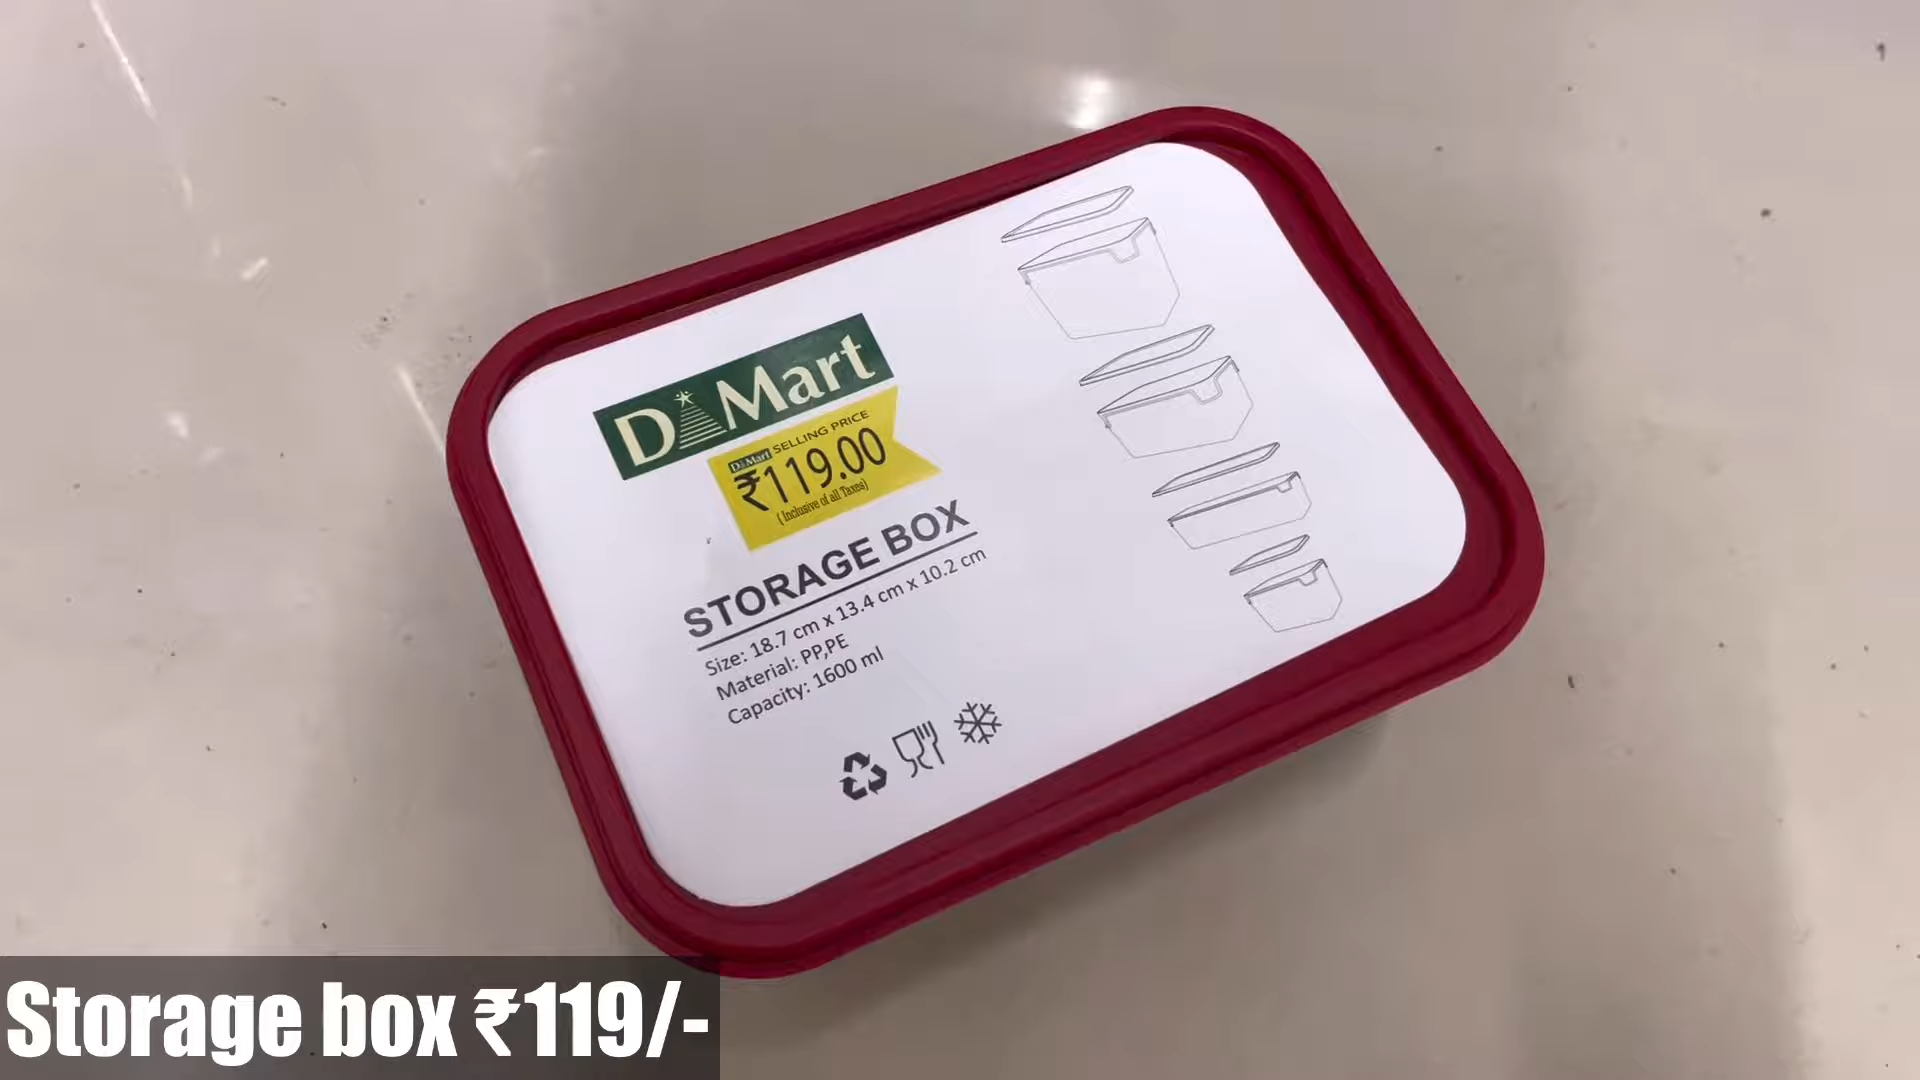 D Mart
D Mart SELLING PRICE
₹119.00
( Inclusive of all Taxes)
STORAGE BOX
Size: 18.7 cm x 13.4 cm x 10.2 cm
Material: PP,PE
Capacity: 1600 ml
Storage box ₹119/-